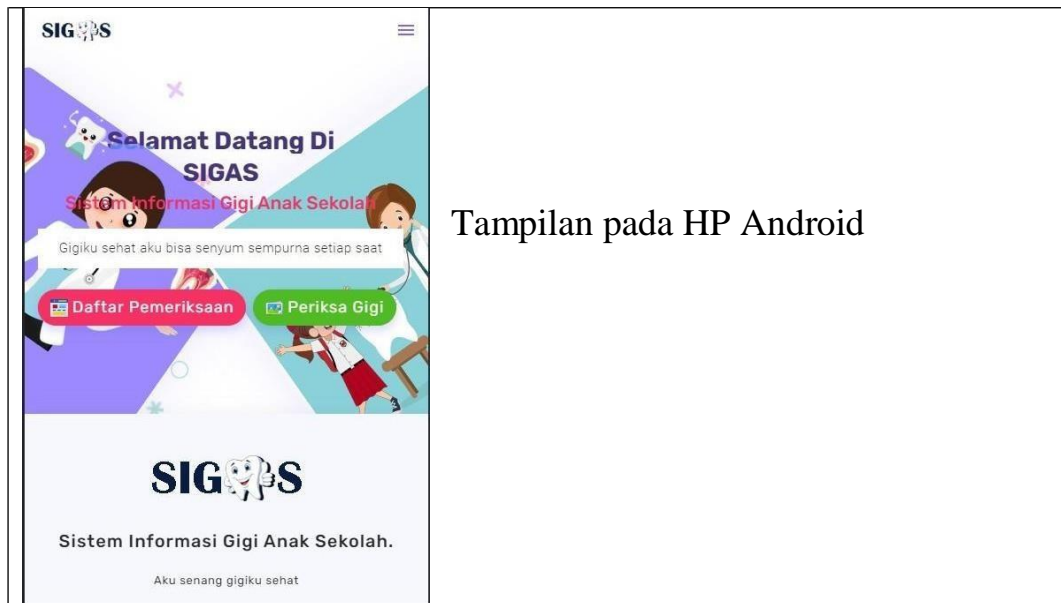 SIGAS
Selamat Datang Di
SIGAS
Sistem Informasi Gigi Anak Sekolah
Gigiku sehat aku bisa senyum sempurna setiap saat
Daftar Pemeriksaan
Periksa Gigi
SIGAS
Sistem Informasi Gigi Anak Sekolah.
Aku senang gigiku sehat
Tampilan pada HP Android